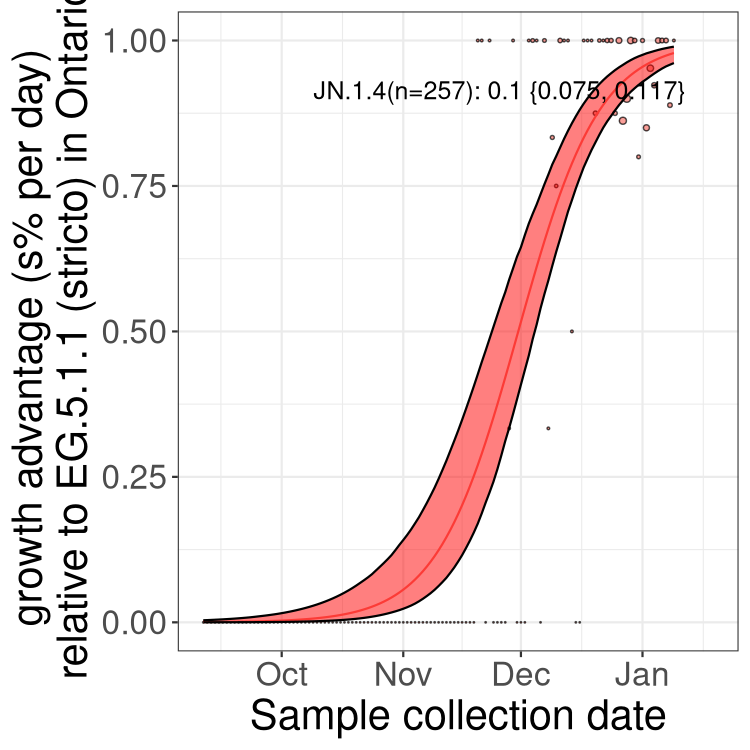 growth advantage (s% per day)
relative to EG.5.1.1 (stricto) in Ontario
1.00
0.75
0.50
0.25
0.00
JN.1.4(n=257): 0.1 {0.075, 0.117}
Oct Nov Dec Jan
Sample collection date